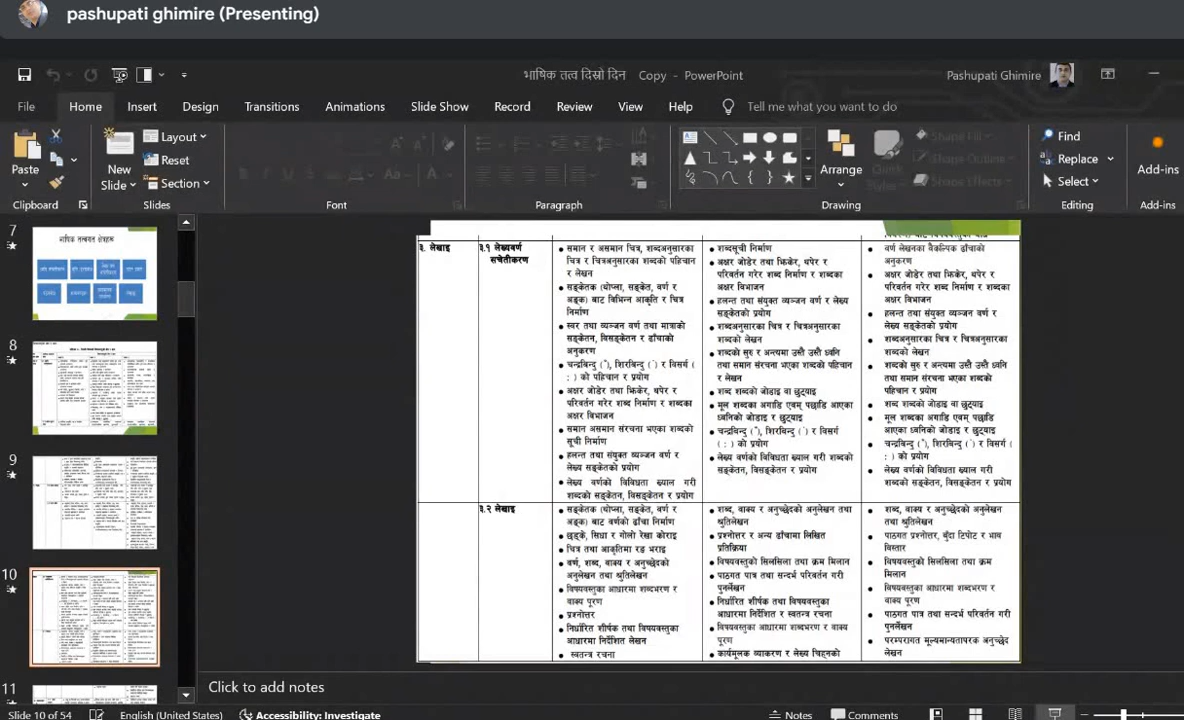 pashupati ghimire (Presenting)
भाषिक तत्व दिस्रो दिन   Copy  -  PowerPoint
Pashupati Ghimire
File
Home
Insert
Design
Transitions
Animations
Slide Show
Record
Review
View
Help
Tell me what you want to do
Paste
New
Slide
Layout
Reset
Section
Aa
Arrange
Quick
Styles
Shape Fill
Shape Outline
Shape Effects
Find
Replace
Select
Add-ins
Clipboard
Slides
Font
Paragraph
Drawing
Editing
Add-ins
7
8
9
10
11
३. लेखाइ
३.१ लेख्यवर्ण
सचेतीकरण
• समान र असमान चित्र, शब्दअनुसारका
चित्र र चित्रअनुसारका शब्दको पहिचान
र लेखन
• सङ्केतक (थोप्ला, सङ्केत, वर्ण र
अङ्क) बाट विभिन्न आकृति र चित्र
निर्माण
• स्वर तथा व्यञ्जन वर्ण तथा मात्राको
सङ्केतन, विसङ्केतन र ढाँचाको
अनुकरण
• चन्द्रबिन्दु (ँ), शिरबिन्दु (ं) र विसर्ग (
ः) को पहिचान र प्रयोग
• अक्षर जोडेर तथा झिकेर, थपेर र
परिवर्तन गरेर शब्द निर्माण र शब्दका
अक्षर विभाजन
• समान असमान संरचना भएका शब्दको
सूची निर्माण
• हलन्त तथा संयुक्त व्यञ्जन वर्ण र
लेख्य सङ्केतको प्रयोग
• लेख्य वर्णको विविधता ख्याल गरी
शब्दको सङ्केतन, विसङ्केतन र प्रयोग
• शब्दसूची निर्माण
• अक्षर जोडेर तथा झिकेर, थपेर र
परिवर्तन गरेर शब्द निर्माण र शब्दका
अक्षर विभाजन
• हलन्त तथा संयुक्त व्यञ्जन वर्ण र लेख्य
सङ्केतको प्रयोग
• शब्दअनुसारका चित्र र चित्रअनुसारका
शब्दको लेखन
• शब्दको सुरु र अन्त्यमा उस्तै उस्तै ध्वनि
तथा समान संरचना भएका शब्दको पहिचान
र लेखन
• शब्द शब्दको जोडाइ वा छुट्याइ
• मूल शब्दका अगाडि एवम् पछाडि आएका
ध्वनिको जोडाइ र छुट्याइ
• चन्द्रबिन्दु (ँ), शिरबिन्दु (ं) र विसर्ग
(ः) को प्रयोग
• लेख्य वर्णको विविधता ख्याल गरी शब्दको
सङ्केतन, विसङ्केतन र प्रयोग
• वर्ण लेखनका वैकल्पिक ढाँचाको
अनुकरण
• अक्षर जोडेर तथा झिकेर, थपेर र
परिवर्तन गरेर शब्द निर्माण र शब्दका
अक्षर विभाजन
• हलन्त तथा संयुक्त व्यञ्जन वर्ण र
लेख्य सङ्केतको प्रयोग
• शब्दअनुसारका चित्र र चित्रअनुसारका
शब्दको लेखन
• शब्दको सुरु र अन्त्यमा उस्तै उस्तै ध्वनि
तथा समान संरचना भएका शब्दको
पहिचान र प्रयोग
• शब्द शब्दको जोडाइ वा छुट्याइ
• मूल शब्दका अगाडि एवम् पछाडि
आएका ध्वनिको जोडाइ र छुट्याइ
• चन्द्रबिन्दु (ँ), शिरबिन्दु (ं) र विसर्ग (
ः) को प्रयोग
• लेख्य वर्णको विविधता ख्याल गरी
शब्दको सङ्केतन, विसङ्केतन र प्रयोग
३.२ लेखाइ
• सङ्केतक (थोप्ला, सङ्केत, वर्ण र
अङ्क) बाट वर्णको ढाँचा निर्माण
• छड्के, सिधा र गोलो रेखा कोराइ
• चित्र तथा आकृतिमा रङ भराइ
• वर्ण, शब्द, वाक्य र अनुच्छेदको
अनुलेखन तथा श्रुतिलेखन
• विषयवस्तुका आधारमा शब्दभरण र
वाक्य पूरण
• प्रश्नोत्तर
• निर्धारित शीर्षक तथा विषयवस्तुका
आधारमा निर्देशित लेखन
• स्वतन्त्र रचना
• शब्द, वाक्य र अनुच्छेदको अनुलेखन तथा
श्रुतिलेखन
• प्रश्नोत्तर र अन्य ढाँचामा लिखित
प्रतिक्रिया
• विषयवस्तुको सिलसिला तथा क्रम मिलान
• पाठगत पात्र तथा सन्दर्भ परिवर्तन गरी
पुनर्लेखन
• निर्धारित शीर्षक तथा विषयवस्तुका
आधारमा निर्देशित र स्वतन्त्र रचना
• विषयवस्तुका आधारमा शब्दभरण र वाक्य
पूरण
• कार्यमूलक व्याकरण र लेख्य चिह्नको
• शब्द, वाक्य र अनुच्छेदको अनुलेखन
तथा श्रुतिलेखन
• पाठगत प्रश्नोत्तर, बुँदा टिपोट र भाव
विस्तार
• विषयवस्तुको सिलसिला तथा क्रम
मिलान
• विषयवस्तुका आधारमा शब्दभरण र
वाक्य पूरण
• पाठगत पात्र तथा सन्दर्भ परिवर्तन गरी
पुनर्लेखन
• परम्परागत मूल्यमान्यतापरक अनुच्छेद
लेखन
Click to add notes
Slide 10 of 54
English (United States)
Accessibility: Investigate
Notes
Comments